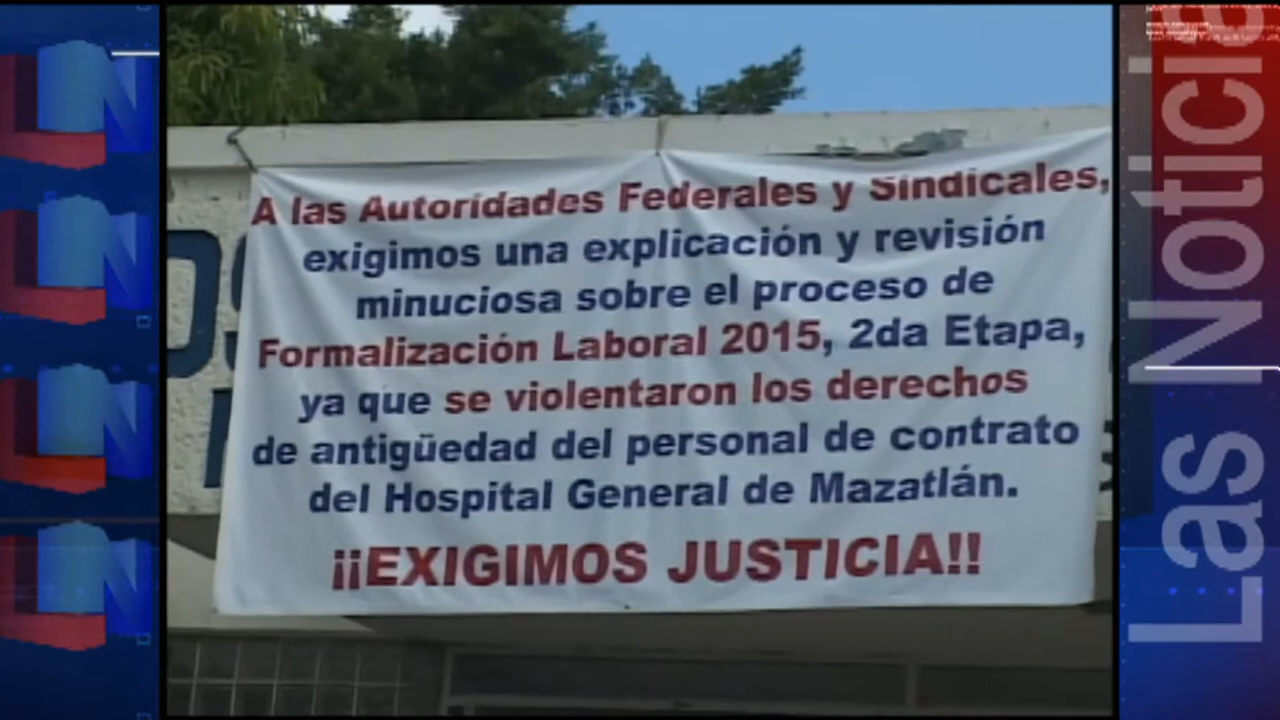 A las Autoridades Federales y Sindicales,
exigimos una explicación y revisión
minuciosa sobre el proceso de
Formalización Laboral 2015, 2da Etapa,
ya que se violentaron los derechos
de antigüedad del personal de contrato
del Hospital General de Mazatlán.
¡¡EXIGIMOS JUSTICIA!!
Las Noticia